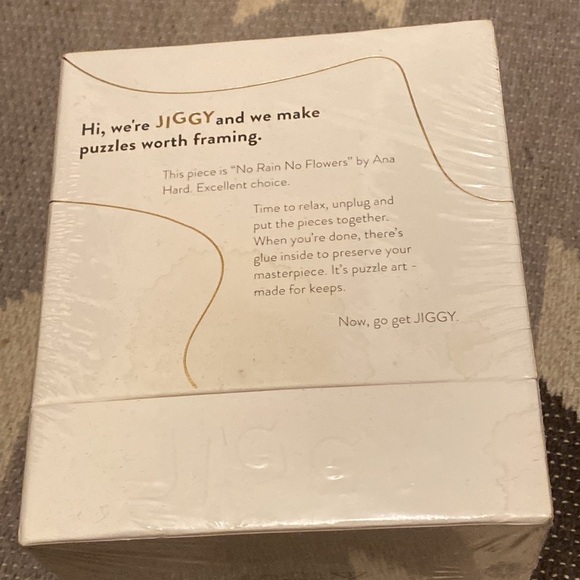 Hi, we're JIGGY and we make
puzzles worth framing.
This piece is "No Rain No Flowers" by Ana
Hard. Excellent choice.
Time to relax, unplug and
put the pieces together.
When you're done, there's
glue inside to preserve your
masterpiece. It's puzzle art -
made for keeps.
Now, go get JIGGY.
JIGGY